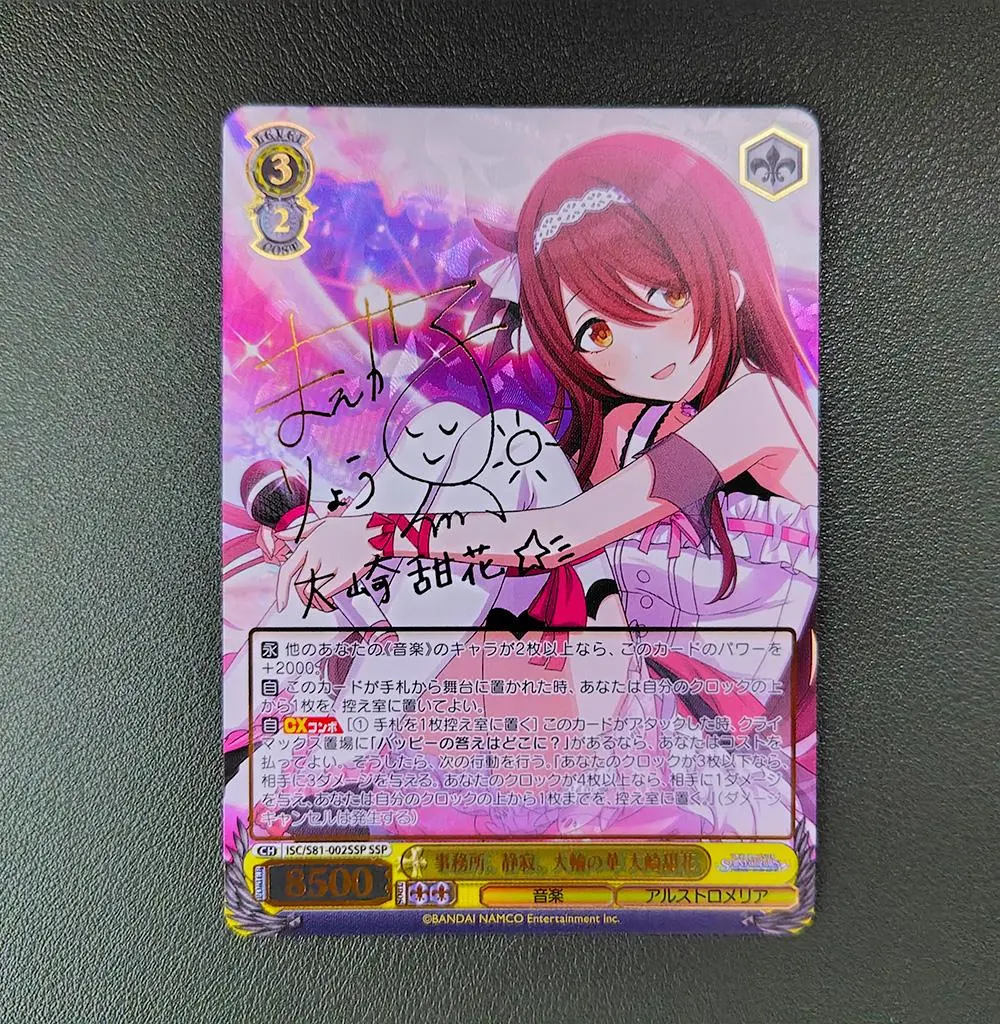 LEVEL
3
2
COST
まえかわ
りょうこ
大崎甜花
永 他のあなたの《音楽》のキャラが2枚以上なら、このカードのパワーを
+2000。
自 このカードが手札から舞台に置かれた時、あなたは自分のクロックの上
から1枚を、控え室に置いてよい。
自 CXコンボ [① 手札を1枚控え室に置く] このカードがアタックした時、クライ
マックス置場に「ハッピーの答えはどこに？」があるなら、あなたはコストを
払ってよい。そうしたら、次の行動を行う。『あなたのクロックが3枚以下なら、
相手に3ダメージを与える。あなたのクロックが4枚以上なら、相手に1ダメージ
を与え、あなたは自分のクロックの上から1枚までを、控え室に置く。』（ダメージ
キャンセルは発生する）
CH ISC/S81-002SSP SSP
事務所。静寂。大輪の華 大崎甜花
POWER 8500 SOUL
音楽 アルストロメリア
©BANDAI NAMCO Entertainment Inc.